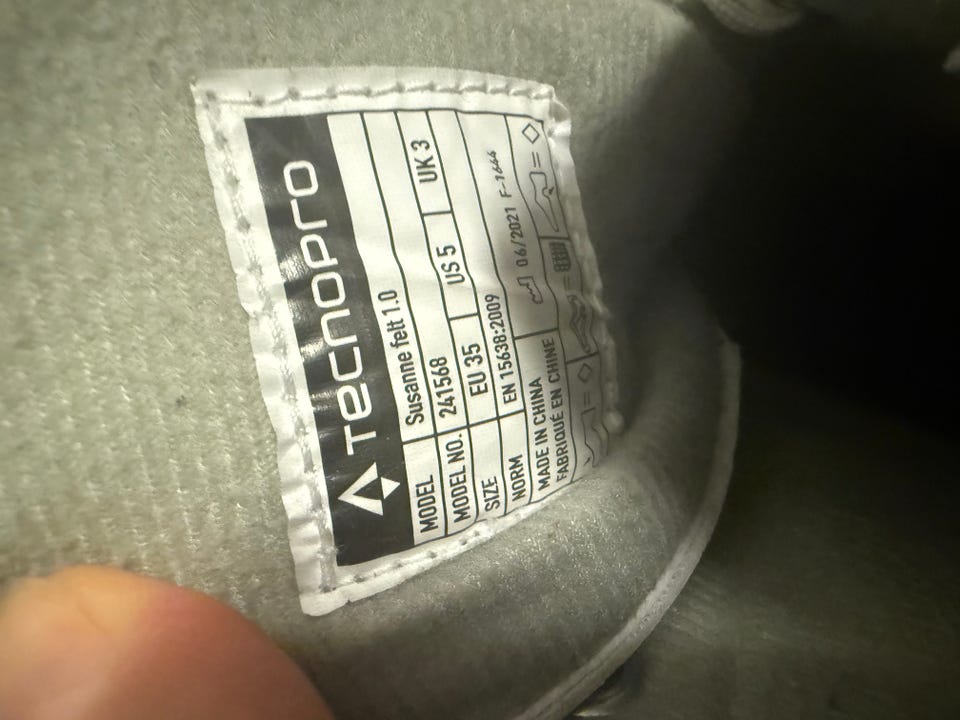 TECNOPRO
MODEL Susanne felt 1.0
MODEL NO. 241568
SIZE EU 35 US 5 UK 3
NORM EN 15638:2009
MADE IN CHINA 06/2021 F-1644
FABRIQUÉ EN CHINE